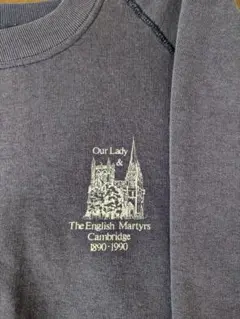 Our Lady
&
The English Martyrs
Cambridge
1890-1990